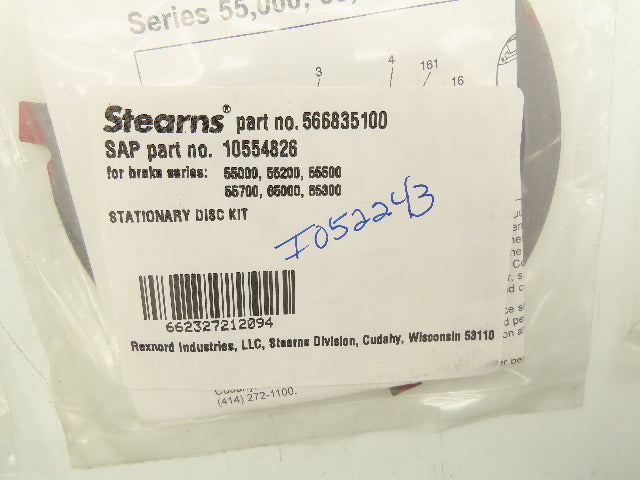 Series 55,000,
3
4
161
16
Stearns® part no. 566835100
SAP part no. 10554826
for brake series: 55000, 55200, 55500
55700, 65000, 65300
STATIONARY DISC KIT
I052243
662327212094
Rexnord Industries, LLC, Stearns Division, Cudahy, Wisconsin 53110
Cudahy
(414) 272-1100.